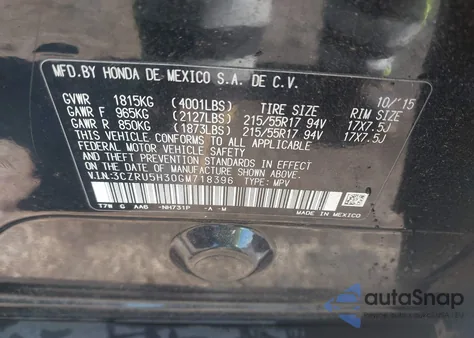 MFD. BY HONDA DE MEXICO S.A. DE C.V.
10/'15
GVWR 1815KG (4001LBS) TIRE SIZE RIM SIZE
GAWR F 965KG (2127LBS) 215/55R17 94V 17X7.5J
GAWR R 850KG (1873LBS) 215/55R17 94V 17X7.5J
THIS VEHICLE CONFORMS TO ALL APPLICABLE
FEDERAL MOTOR VEHICLE SAFETY
THEFT PREVENTION STANDARDS IN EFFECT ON
THE DATE OF MANUFACTURE SHOWN ABOVE.
V.I.N:3CZRU5H30GM718396 TYPE: MPV
T7W G AAB -NH731P -A -M
MADE IN MEXICO
autoSnap